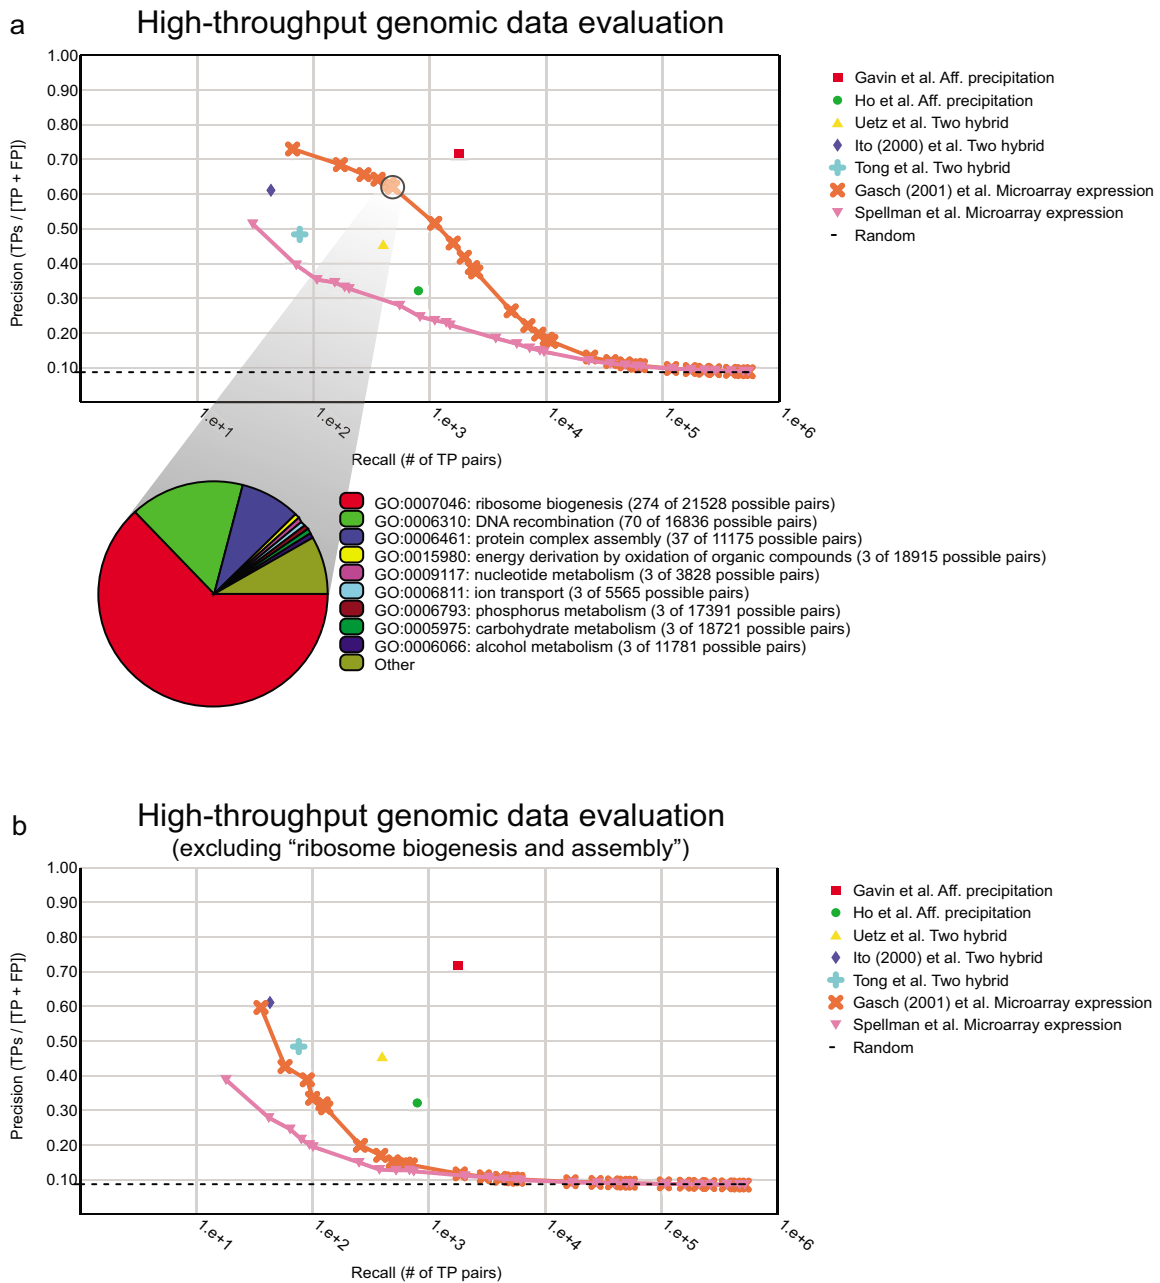 a
High-throughput genomic data evaluation
1.00
0.90
0.80
0.70
0.60
0.50
0.40
0.30
0.20
0.10
Precision (TPs / [TP + FP])
1.e+1
1.e+2
1.e+3
1.e+4
1.e+5
1.e+6
Recall (# of TP pairs)
Gavin et al. Aff. precipitation
Ho et al. Aff. precipitation
Uetz et al. Two hybrid
Ito (2000) et al. Two hybrid
Tong et al. Two hybrid
Gasch (2001) et al. Microarray expression
Spellman et al. Microarray expression
Random
GO:0007046: ribosome biogenesis (274 of 21528 possible pairs)
GO:0006310: DNA recombination (70 of 16836 possible pairs)
GO:0006461: protein complex assembly (37 of 11175 possible pairs)
GO:0015980: energy derivation by oxidation of organic compounds (3 of 18915 possible pairs)
GO:0009117: nucleotide metabolism (3 of 3828 possible pairs)
GO:0006811: ion transport (3 of 5565 possible pairs)
GO:0006793: phosphorus metabolism (3 of 17391 possible pairs)
GO:0005975: carbohydrate metabolism (3 of 18721 possible pairs)
GO:0006066: alcohol metabolism (3 of 11781 possible pairs)
Other
b
High-throughput genomic data evaluation
(excluding “ribosome biogenesis and assembly”)
1.00
0.90
0.80
0.70
0.60
0.50
0.40
0.30
0.20
0.10
Precision (TPs / [TP + FP])
1.e+1
1.e+2
1.e+3
1.e+4
1.e+5
1.e+6
Recall (# of TP pairs)
Gavin et al. Aff. precipitation
Ho et al. Aff. precipitation
Uetz et al. Two hybrid
Ito (2000) et al. Two hybrid
Tong et al. Two hybrid
Gasch (2001) et al. Microarray expression
Spellman et al. Microarray expression
Random